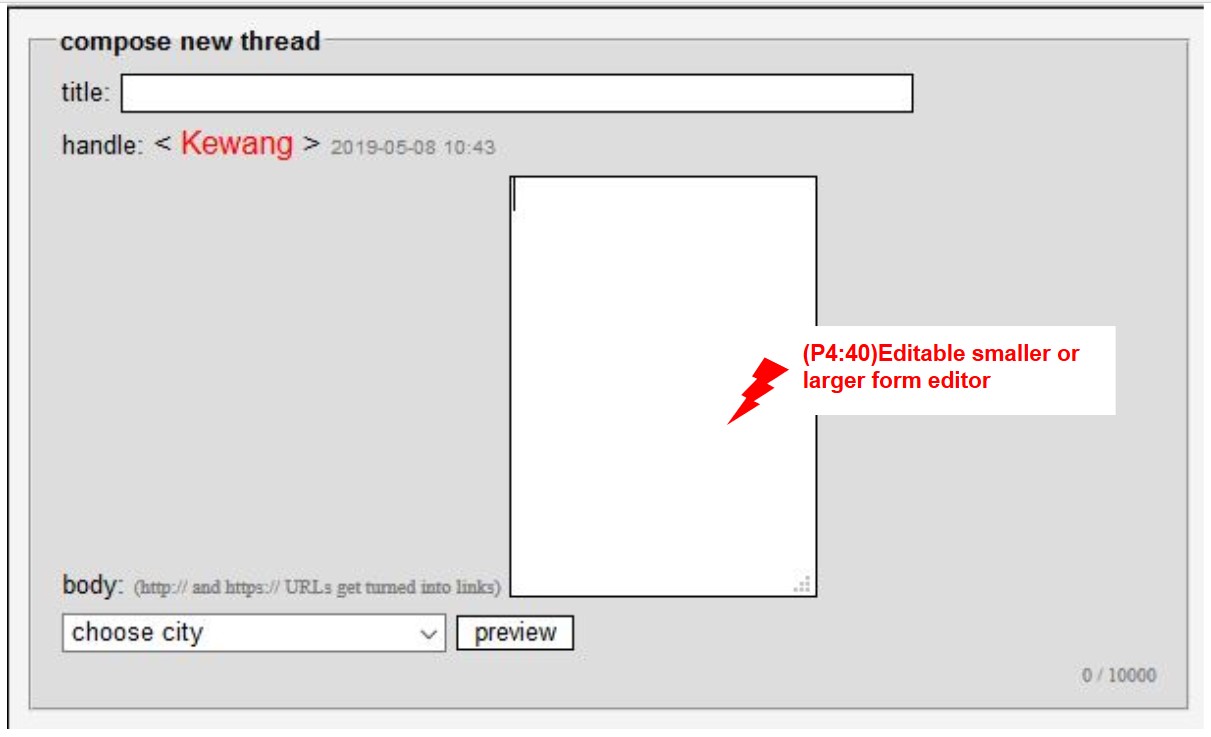 compose new thread
title:
handle: < Kewang > 2019-05-08 10:43
(P4:40)Editable smaller or
larger form editor
body: (http:// and https:// URLs get turned into links)
choose city
preview
0 / 10000